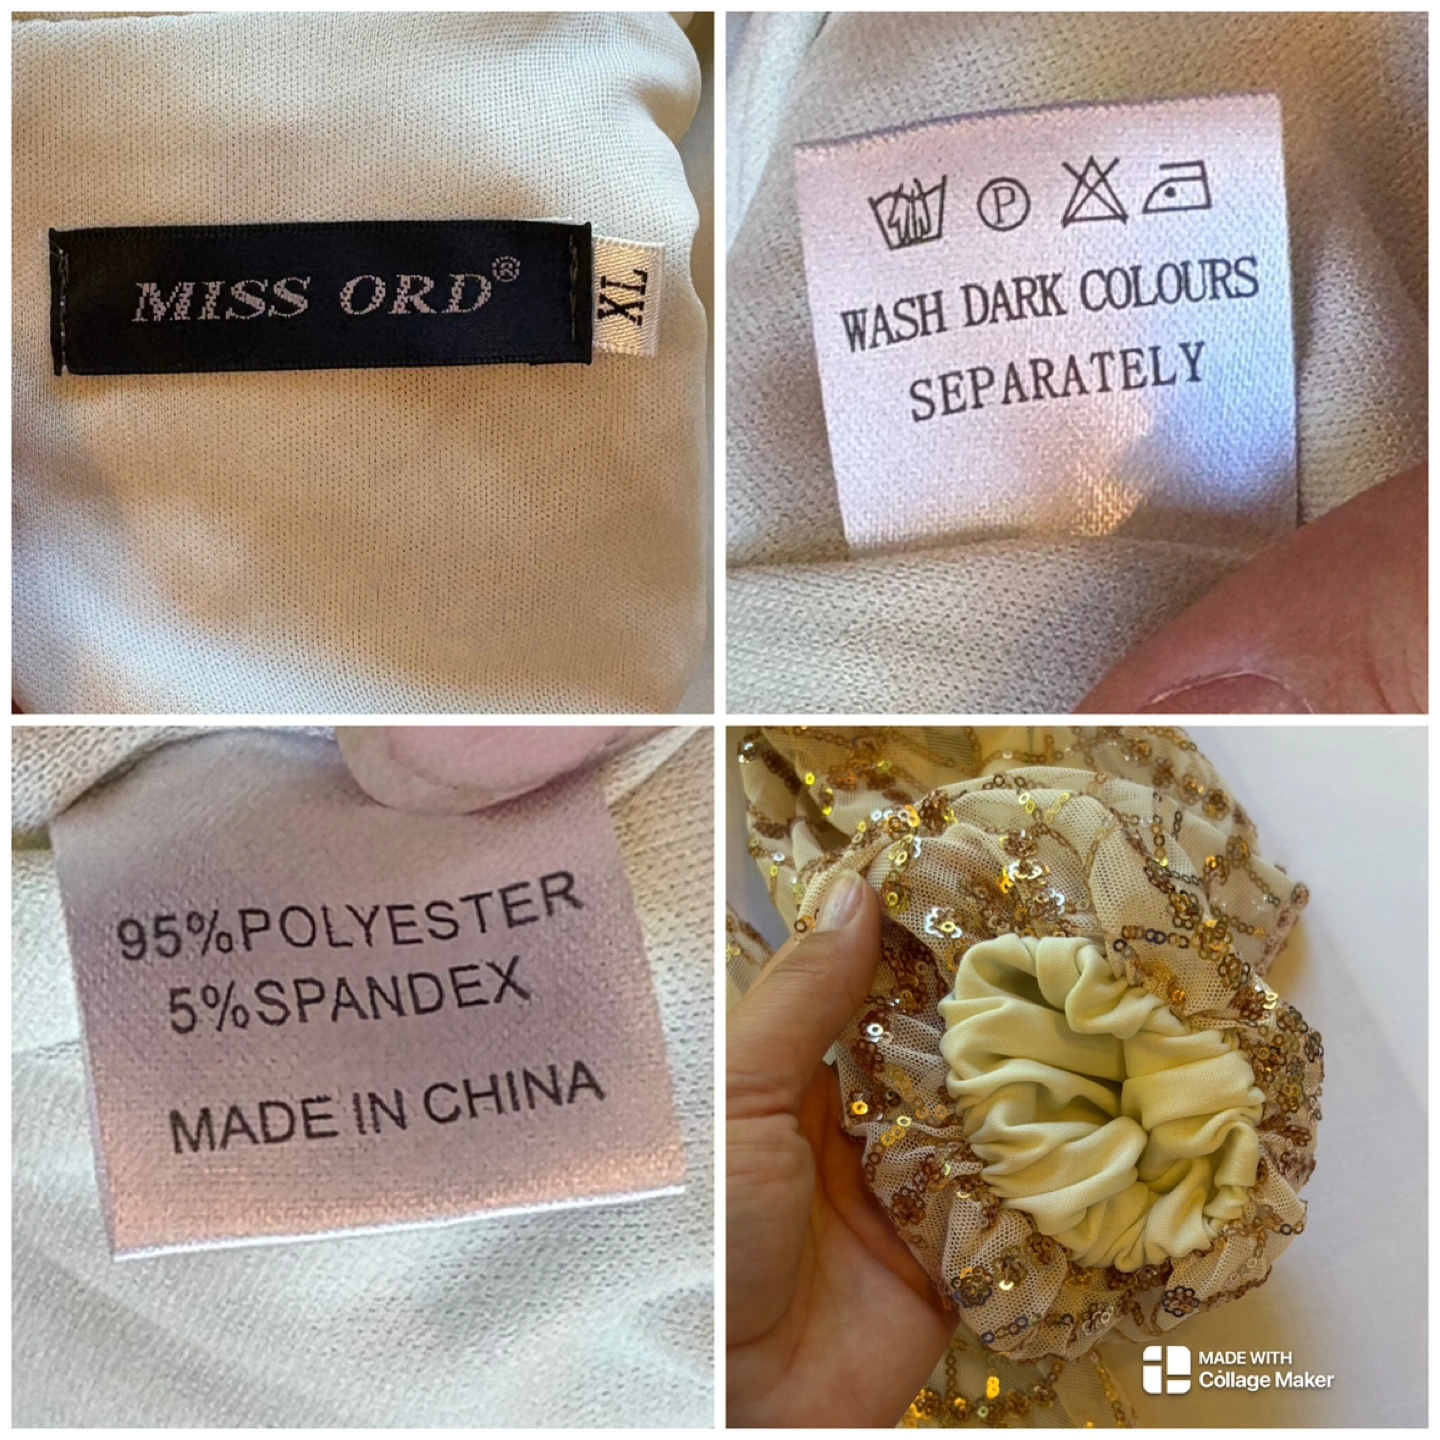 MISS ORD®
XL
P
WASH DARK COLOURS
SEPARATELY
95%POLYESTER
5%SPANDEX
MADE IN CHINA
MADE WITH
Collage Maker